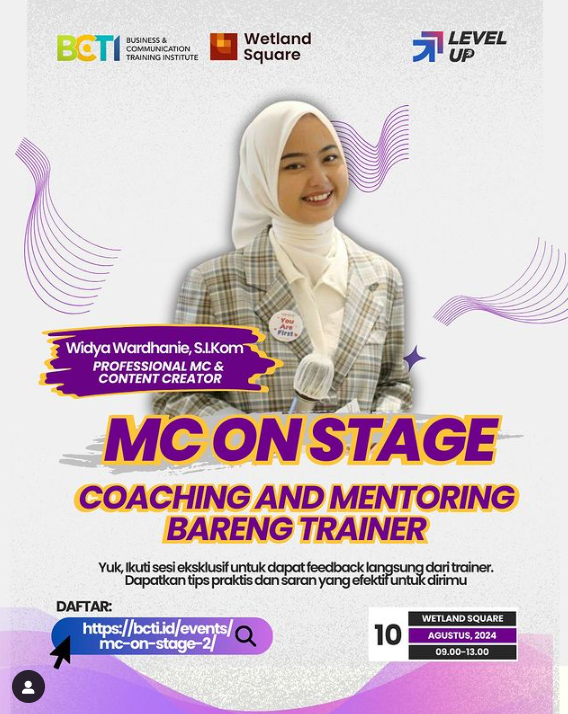 BCTI
BUSINESS &
COMMUNICATION
TRAINING INSTITUTE
Wetland
Square
LEVEL
UP
You
Are
First
Widya Wardhanie, S.I.Kom
PROFESSIONAL MC &
CONTENT CREATOR
MC ON STAGE
COACHING AND MENTORING
BARENG TRAINER
Yuk, Ikuti sesi eksklusif untuk dapat feedback langsung dari trainer.
Dapatkan tips praktis dan saran yang efektif untuk dirimu
DAFTAR:
https://bcti.id/events/
mc-on-stage-2/
10
WETLAND SQUARE
AGUSTUS, 2024
09.00-13.00